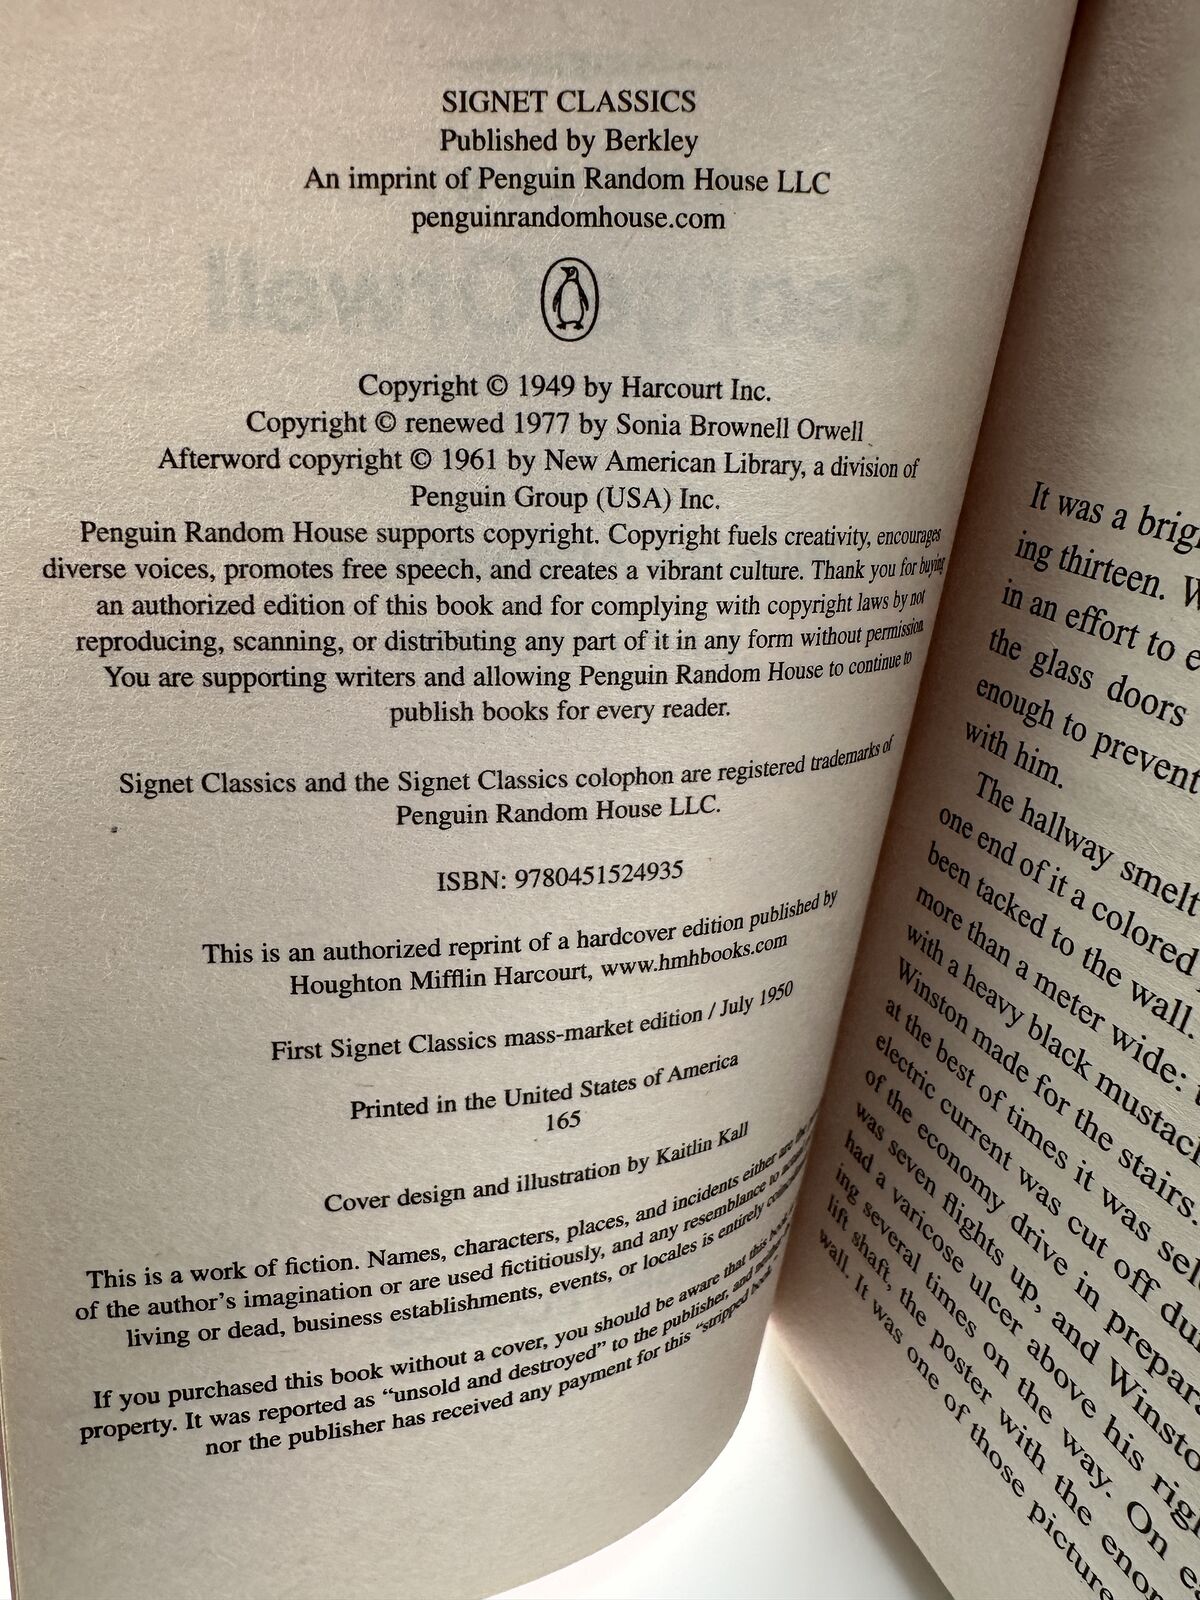 SIGNET CLASSICS
Published by Berkley
An imprint of Penguin Random House LLC
penguinrandomhouse.com
Copyright © 1949 by Harcourt Inc.
Copyright © renewed 1977 by Sonia Brownell Orwell
Afterword copyright © 1961 by New American Library, a division of
Penguin Group (USA) Inc.
Penguin Random House supports copyright. Copyright fuels creativity, encourages
diverse voices, promotes free speech, and creates a vibrant culture. Thank you for buying
an authorized edition of this book and for complying with copyright laws by not
reproducing, scanning, or distributing any part of it in any form without permission.
You are supporting writers and allowing Penguin Random House to continue to
publish books for every reader.
Signet Classics and the Signet Classics colophon are registered trademarks of
Penguin Random House LLC.
ISBN: 9780451524935
This is an authorized reprint of a hardcover edition published by
Houghton Mifflin Harcourt, www.hmhbooks.com
First Signet Classics mass-market edition / July 1950
Printed in the United States of America
165
Cover design and illustration by Kaitlin Kall
This is a work of fiction. Names, characters, places, and incidents either are the
of the author's imagination or are used fictitiously, and any resemblance to
living or dead, business establishments, events, or locales is entirely
If you purchased this book without a cover, you should be aware that this book
property. It was reported as "unsold and destroyed" to the publisher, and
nor the publisher has received any payment for this "stripped book
It was a brig
ing thirteen. W
in an effort to e
the glass doors
enough to prevent
with him.
The hallway smelt
one end of it a colored
been tacked to the wall.
more than a meter wide:
with a heavy black mustac
Winston made for the stairs.
at the best of times it was sel
electric current was cut off du
of the economy drive in prepar
was seven flights up, and Winsto
had a varicose ulcer above his rig
ing several times on the way. On ea
lift shaft, the poster with the enor
wall. It was one of those picture